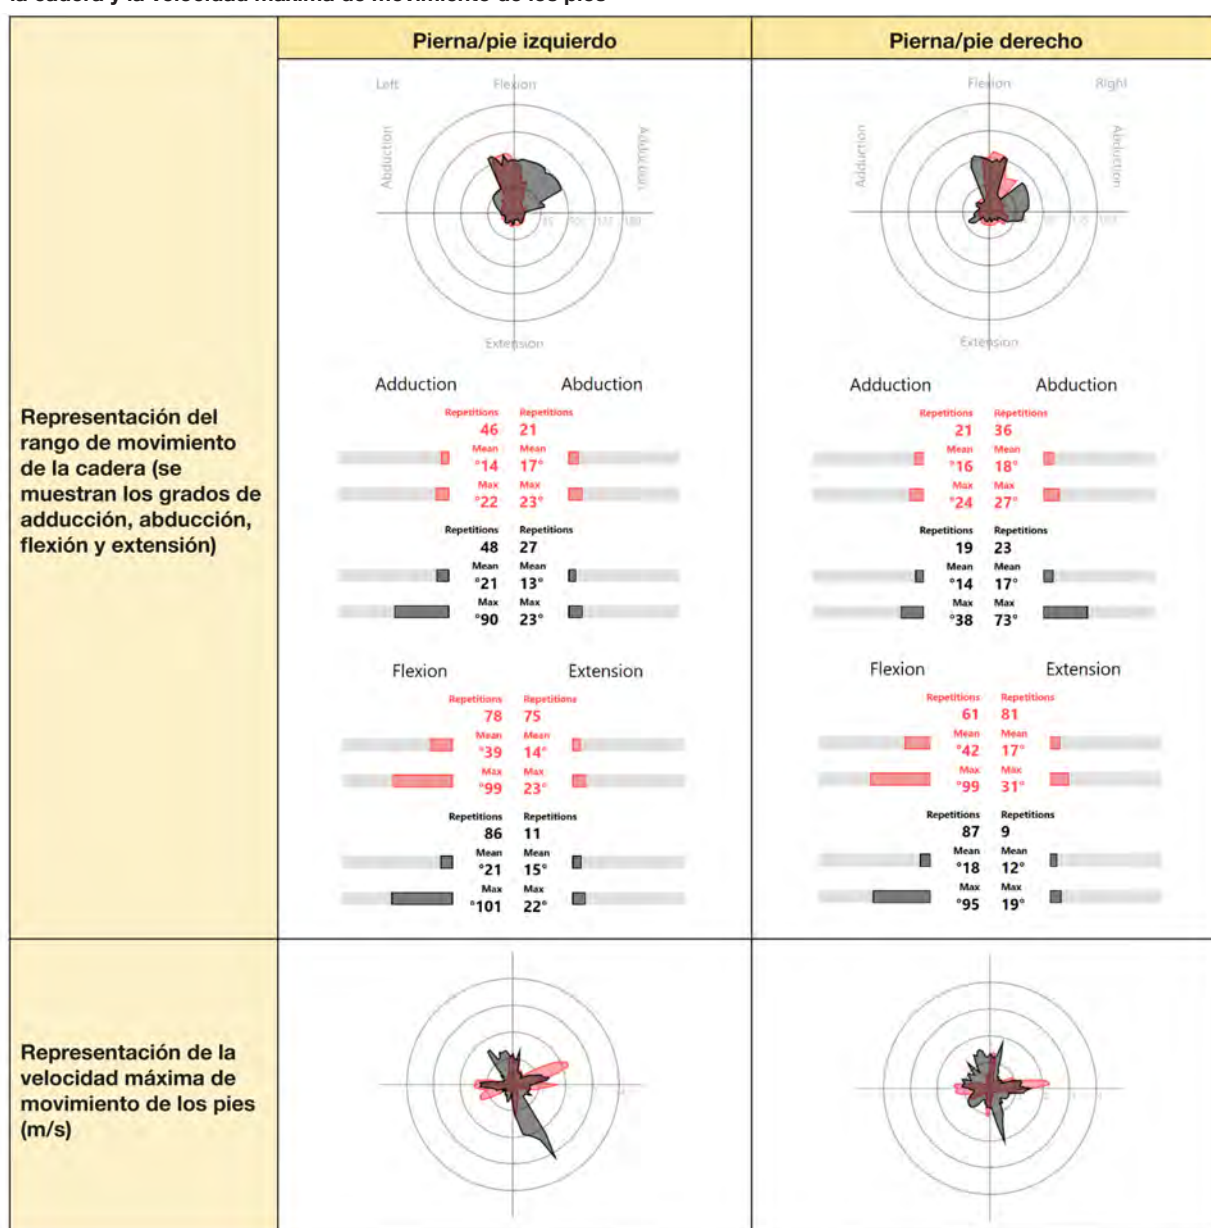 la cadera y la velocidad máxima de movimiento de los pies
Pierna/pie izquierdo
Pierna/pie derecho
Representación del
rango de movimiento
de la cadera (se
muestran los grados de
adducción, abducción,
flexión y extensión)
Left
Flexion
Abduction
Adduction
45 90 135 180
Extension
Adduction Abduction
Repetitions Repetitions
46 21
Mean Mean
°14 17°
Max Max
°22 23°
Repetitions Repetitions
48 27
Mean Mean
°21 13°
Max Max
°90 23°
Flexion Extension
Repetitions Repetitions
78 75
Mean Mean
°39 14°
Max Max
°99 23°
Repetitions Repetitions
86 11
Mean Mean
°21 15°
Max Max
°101 22°
Flexion
Right
Adduction
Abduction
Extension
Adduction Abduction
Repetitions Repetitions
21 36
Mean Mean
°16 18°
Max Max
°24 27°
Repetitions Repetitions
19 23
Mean Mean
°14 17°
Max Max
°38 73°
Flexion Extension
Repetitions Repetitions
61 81
Mean Mean
°42 17°
Max Max
°99 31°
Repetitions Repetitions
87 9
Mean Mean
°18 12°
Max Max
°95 19°
Representación de la
velocidad máxima de
movimiento de los pies
(m/s)